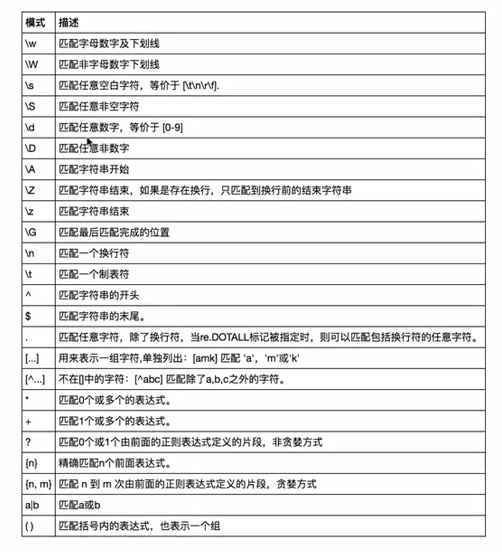 模式 描述
\w 匹配字母数字及下划线
\W 匹配非字母数字下划线
\s 匹配任意空白字符，等价于 [\t\n\r\f].
\S 匹配任意非空字符
\d 匹配任意数字，等价于 [0-9]
\D 匹配任意非数字
\A 匹配字符串开始
\Z 匹配字符串结束，如果是存在换行，只匹配到换行前的结束字符串
\z 匹配字符串结束
\G 匹配最后匹配完成的位置
\n 匹配一个换行符
\t 匹配一个制表符
^ 匹配字符串的开头
$ 匹配字符串的末尾。
. 匹配任意字符，除了换行符，当re.DOTALL标记被指定时，则可以匹配包括换行符的任意字符。
[...] 用来表示一组字符,单独列出：[amk] 匹配 'a'，'m'或'k'
[^...] 不在[]中的字符：[^abc] 匹配除了a,b,c之外的字符。
* 匹配0个或多个的表达式。
+ 匹配1个或多个的表达式。
? 匹配0个或1个由前面的正则表达式定义的片段，非贪婪方式
{n} 精确匹配n个前面表达式。
{n, m} 匹配 n 到 m 次由前面的正则表达式定义的片段，贪婪方式
a|b 匹配a或b
( ) 匹配括号内的表达式，也表示一个组